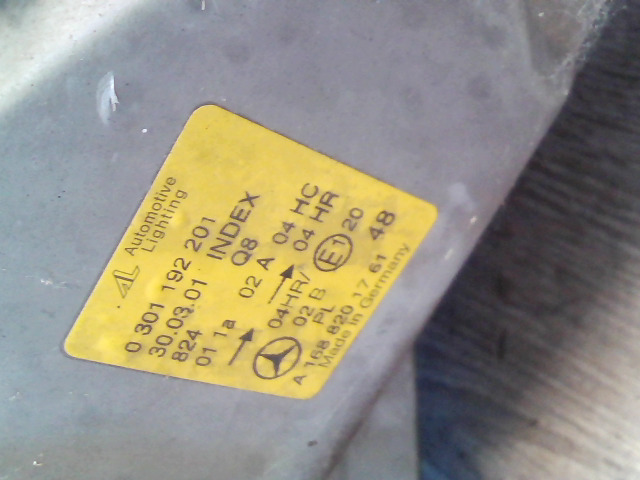 AL Automotive Lighting
0 301 192 201
30.03.01 INDEX
824 Q8
01 1a 02 A 04 HC
04 HR
04HR/ E1 20
02 B
PL 48
A 168 820 17 61
Made in Germany